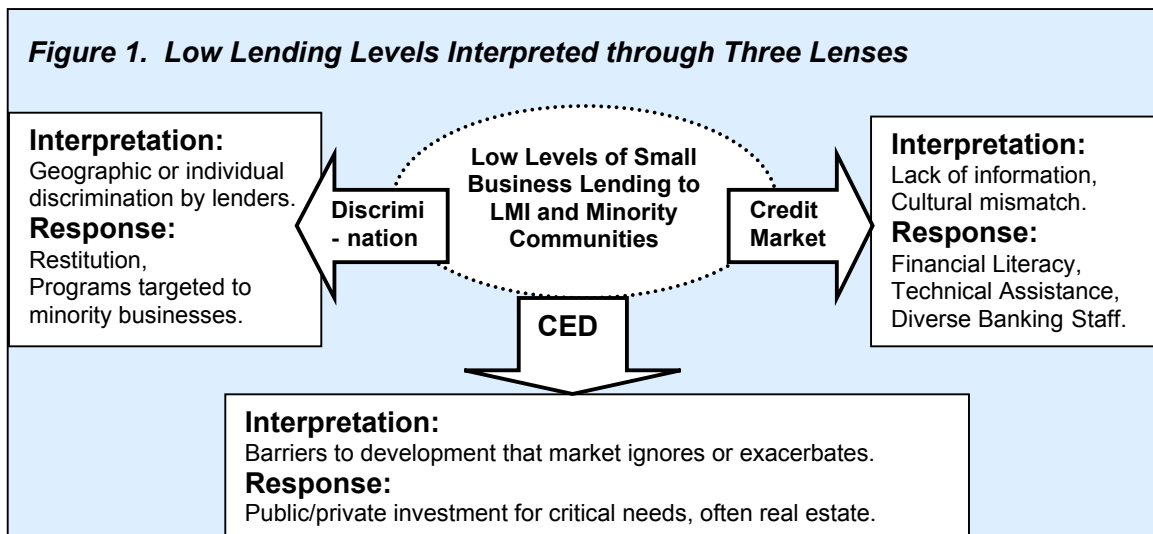 Figure 1. Low Lending Levels Interpreted through Three Lenses
Low Levels of Small
Business Lending to
LMI and Minority
Communities
Discrimi
- nation
Interpretation:
Geographic or individual
discrimination by lenders.
Response:
Restitution,
Programs targeted to
minority businesses.
Credit
Market
Interpretation:
Lack of information,
Cultural mismatch.
Response:
Financial Literacy,
Technical Assistance,
Diverse Banking Staff.
CED
Interpretation:
Barriers to development that market ignores or exacerbates.
Response:
Public/private investment for critical needs, often real estate.